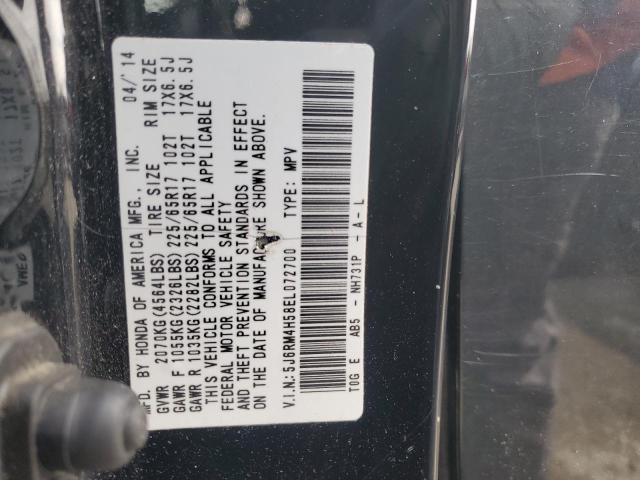 MFD. BY HONDA OF AMERICA MFG., INC. 04/'14
GVWR 2070KG(4564LBS) TIRE SIZE RIM SIZE
GAWR F 1055KG(2326LBS) 225/65R17 102T 17X6.5J
GAWR R 1035KG(2282LBS) 225/65R17 102T 17X6.5J
THIS VEHICLE CONFORMS TO ALL APPLICABLE
FEDERAL MOTOR VEHICLE SAFETY
AND THEFT PREVENTION STANDARDS IN EFFECT
ON THE DATE OF MANUFACTURE SHOWN ABOVE.
V.I.N.: 5J6RM4H58EL072700 TYPE: MPV
T0G E AB5 - NH731P - A - L